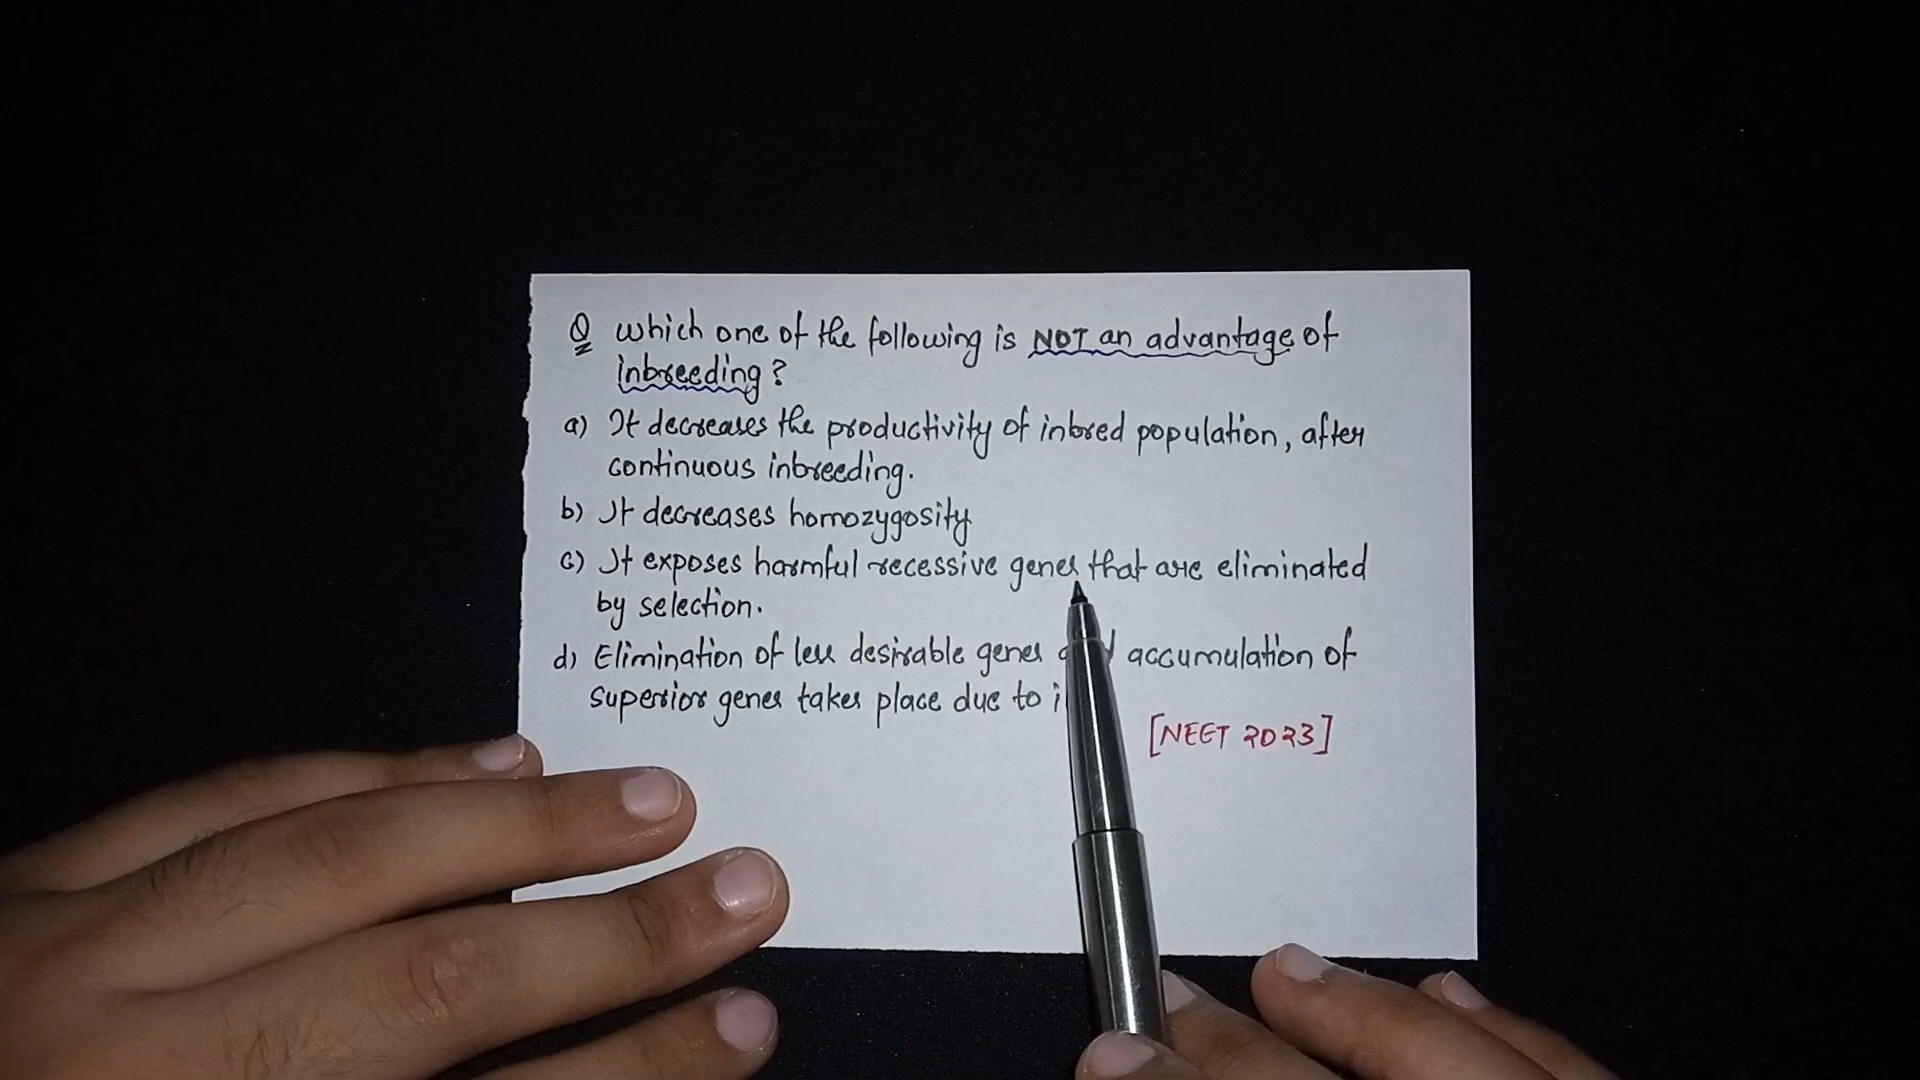 Q which one of the following is NOT an advantage of
inbreeding?
a) It decreases the productivity of inbred population, after
continuous inbreeding.
b) It decreases homozygosity
c) It exposes harmful recessive genes that are eliminated
by selection.
d) Elimination of less desirable genes accumulation of
superior genes takes place due to
[NEET 2023]